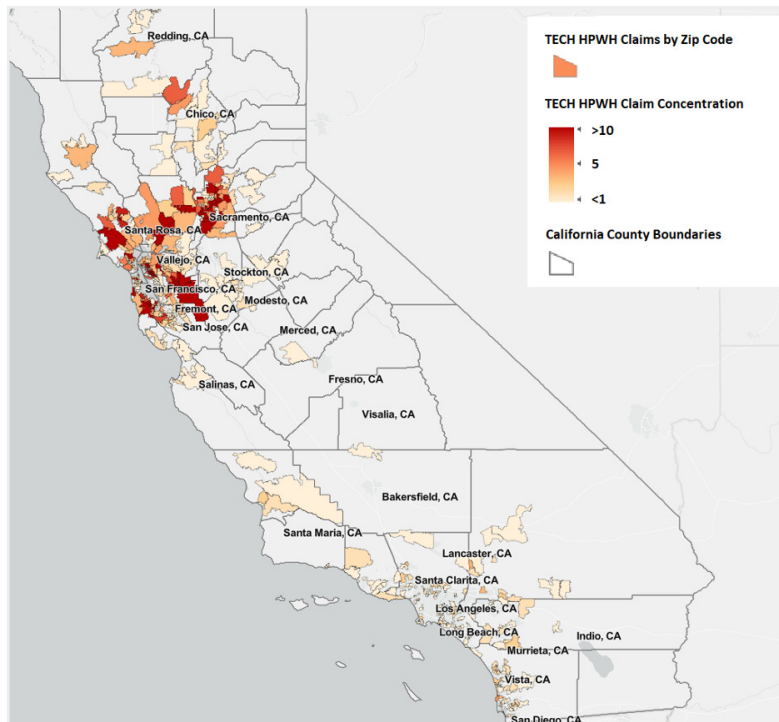 Redding, CA
TECH HPWH Claims by Zip Code
TECH HPWH Claim Concentration
>10
5
<1
California County Boundaries
Chico, CA
Sacramento, CA
Santa Rosa, CA
Vallejo, CA
Stockton, CA
San Francisco, CA
Modesto, CA
Fremont, CA
San Jose, CA
Merced, CA
Fresno, CA
Salinas, CA
Visalia, CA
Bakersfield, CA
Santa Maria, CA
Lancaster, CA
Santa Clarita, CA
Los Angeles, CA
Long Beach, CA
Indio, CA
Murrieta, CA
Vista, CA
San Diego, CA